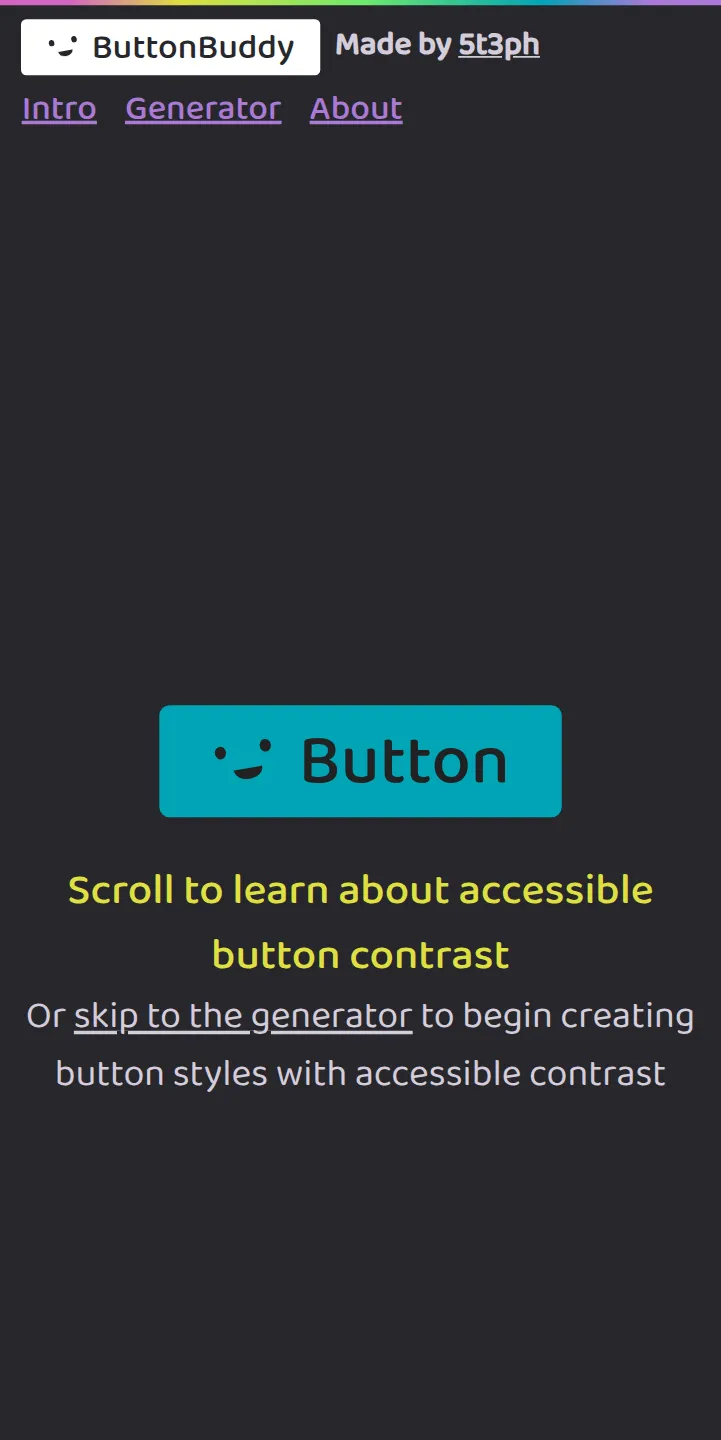 ButtonBuddy Made by 5t3ph
Intro Generator About
Button
Scroll to learn about accessible
button contrast
Or skip to the generator to begin creating
button styles with accessible contrast